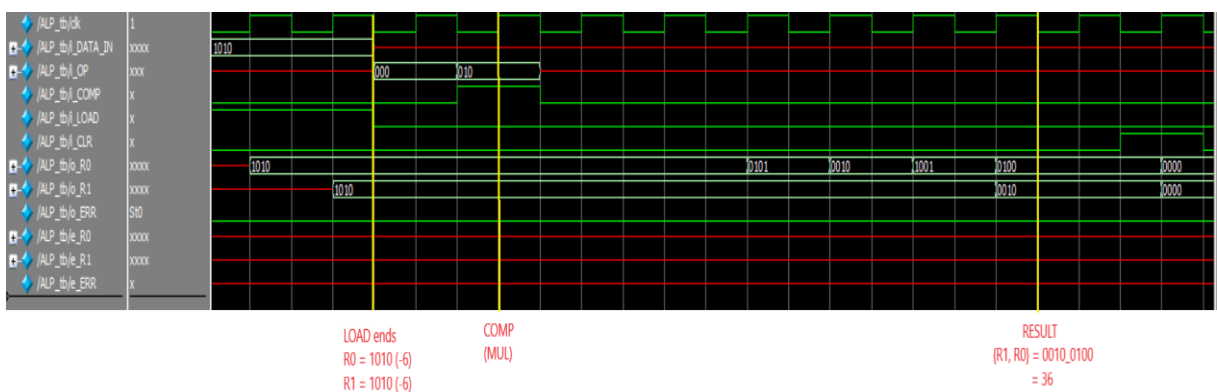 /ALP_tb/clk 1
/ALP_tb/i_DATA_IN xxxx 1010
/ALP_tb/i_OP xxx 000 010
/ALP_tb/i_COMP x
/ALP_tb/i_LOAD x
/ALP_tb/i_CLR x
/ALP_tb/o_R0 xxxx 1010 0101 0010 1001 0100 0000
/ALP_tb/o_R1 xxxx 1010 0010 0000
/ALP_tb/o_ERR St0
/ALP_tb/e_R0 xxxx
/ALP_tb/e_R1 xxxx
/ALP_tb/e_ERR x
LOAD ends
R0 = 1010 (-6)
R1 = 1010 (-6)
COMP
(MUL)
RESULT
{R1, R0} = 0010_0100
= 36